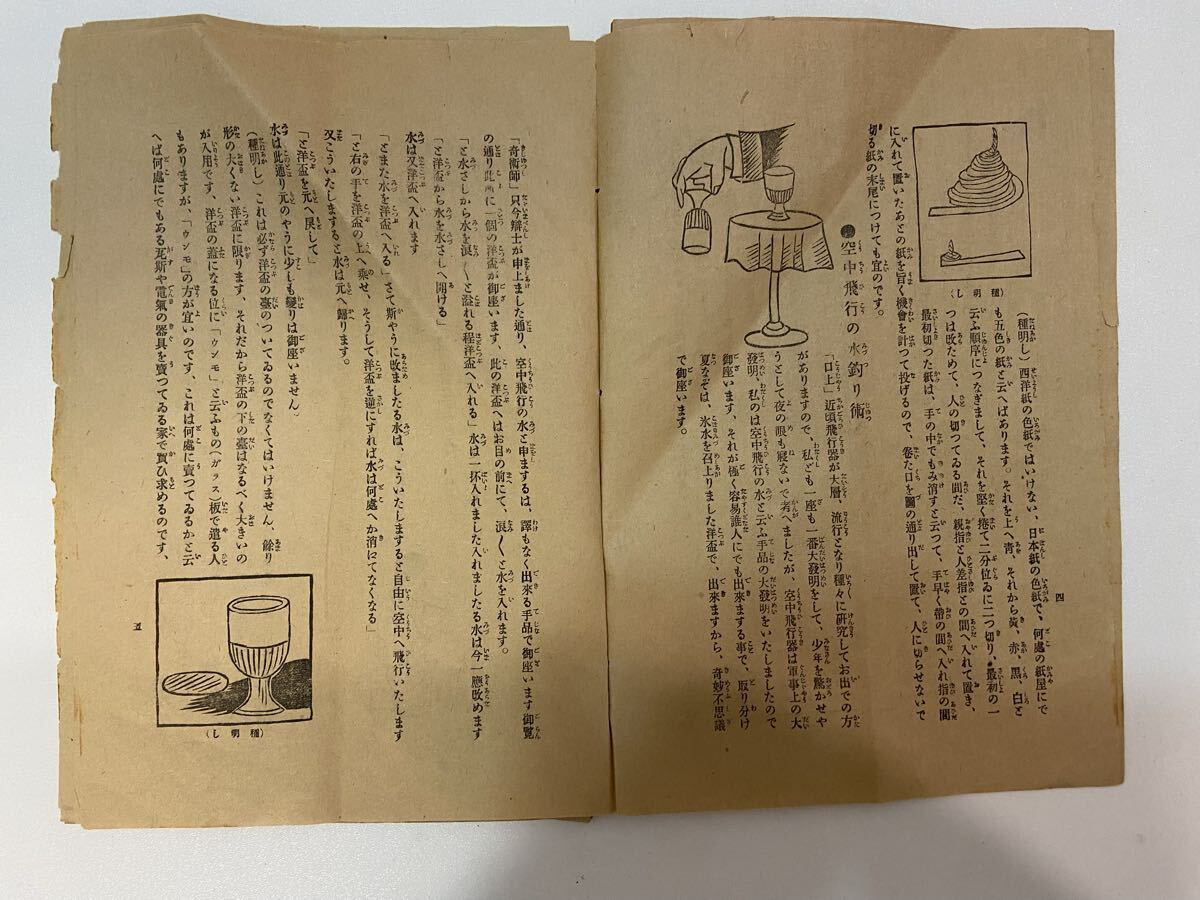 四
(種明し) 西洋紙の色紙ではいけない、日本紙の色紙で、何處の紙屋にで
も五色の紙と云へばあります。それを上へ青、それから黄、赤、黒、白と
云ふ順序につなぎまして、それを堅く捲て二分位ゐに二つ切り、最初の一
つは改ためて、人の切つてゐる間だ、親指と人差指との間へ入れて置き、
最初切つた紙は、手の中でもみ消すと云つて、手早く帶の間へ入れ指の間
に入れて置いたあとの紙を旨く機會を計つて投げるので、卷た口を圖の通り出して置て、人に切らせないで
切る紙の末尾につけても宜のです。
(種明し)
空中飛行の水釣り術
「口上」近頃飛行器が大層、流行となり種々に研究してお出での方
がありますので、私ども一座も一番大發明をして、少年を驚かせや
うとして夜の眼も寢ないで考へましたが、空中飛行器は軍事上の大
發明、私のは空中飛行の水と云ふ手品の大發明をいたしましたので
御座います、それが極く容易誰人にでも出來まする事で、取り分け
夏なぞは、氷水を召上りました洋盃で、出來ますから、奇妙不思議
で御座います。
「奇術師」只今辯士が申上ました通り、空中飛行の水と申まするは、譯もなく出來る手品で御座います御覽
の通り此所に一個の洋盃が御座います、此の洋盃へはお目の前にて、浪〱と水を入れます。
「と水さしから水を浪〱と溢れる程洋盃へ入れる」水は一杯入れました入れましたる水は今一應改めます
「と洋盃から水を水さしへ開ける」
水は又洋盃へ入れます
「とまた水を洋盃へ入る」さて斯やうに改ましたる水は、こういたしますると自由に空中へ飛行いたします
「と右の手を洋盃の上へ乘せ、そうして洋盃を逆にすれば水は何處へか消にてなくなる」
又こういたしますると水は元へ歸ります。
「と洋盃を元へ戻して」
水は此通り元のやうに少しも變りは御座いません。
(種明し) これは必ず洋盃の臺のついてゐるのでなくてはいけません、餘り
形の大くない洋盃に限ります、それだから洋盃の下の臺はなるべく大きいの
が入用です、洋盃の蓋になる位に「ウンモ」と云ふもの(ガラス)板で遣る人
もありますが、「ウンモ」の方が宜いのです、これは何處に賣つてゐるかと云
へば何處にでもある瓦斯や電氣の器具を賣つてゐる家で買ひ求めるのです、
(種明し)
五